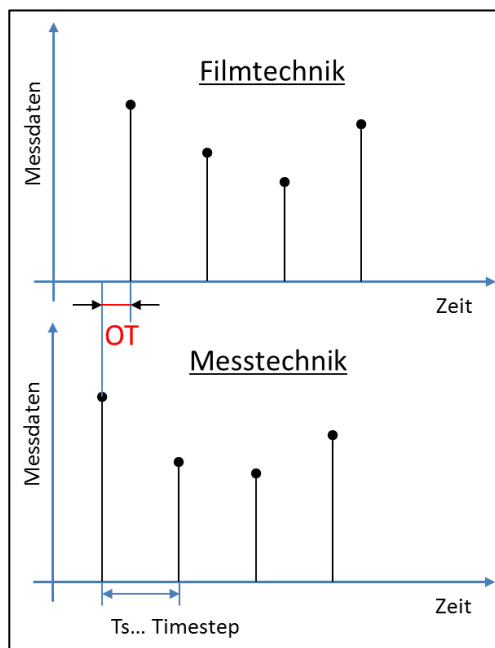 Filmtechnik
Messdaten
Zeit
OT
Messtechnik
Messdaten
Zeit
Ts... Timestep